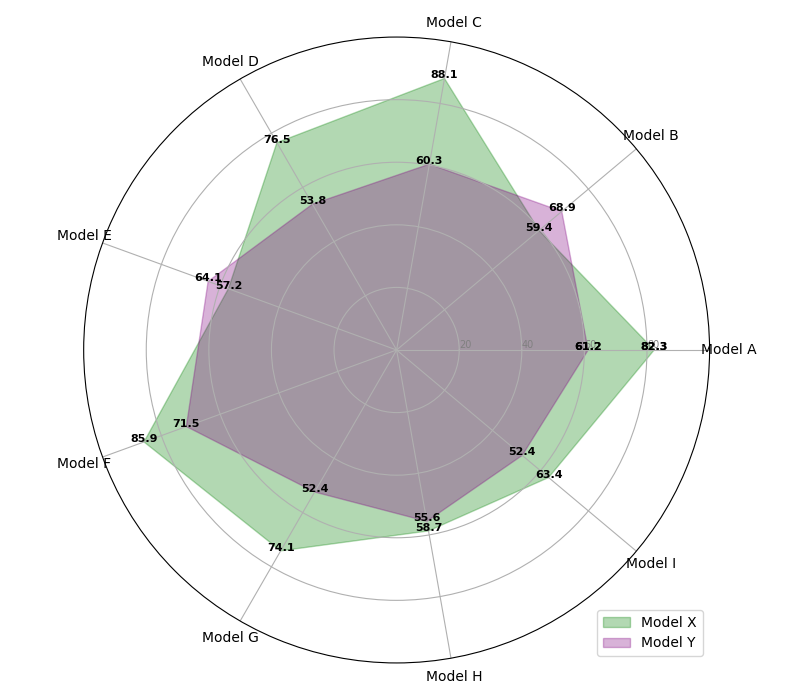 Model C
Model D
88.1
Model B
76.5
60.3
53.8
68.9
59.4
Model E
64.1
57.2
20
40
61.2
82.3
Model A
71.5
85.9
Model F
52.4
63.4
52.4
55.6
58.7
74.1
Model I
Model G
Model H
Model X
Model Y